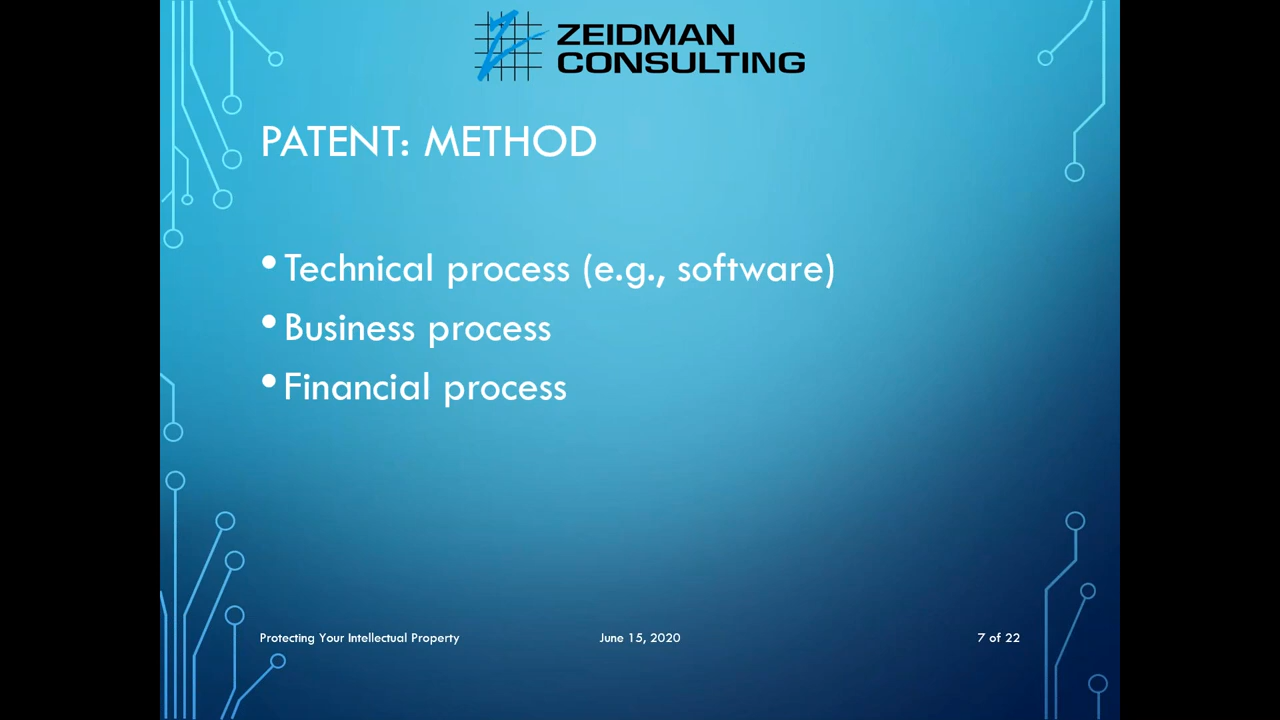 ZEIDMAN
CONSULTING
PATENT: METHOD
• Technical process (e.g., software)
• Business process
• Financial process
Protecting Your Intellectual Property
June 15, 2020
7 of 22